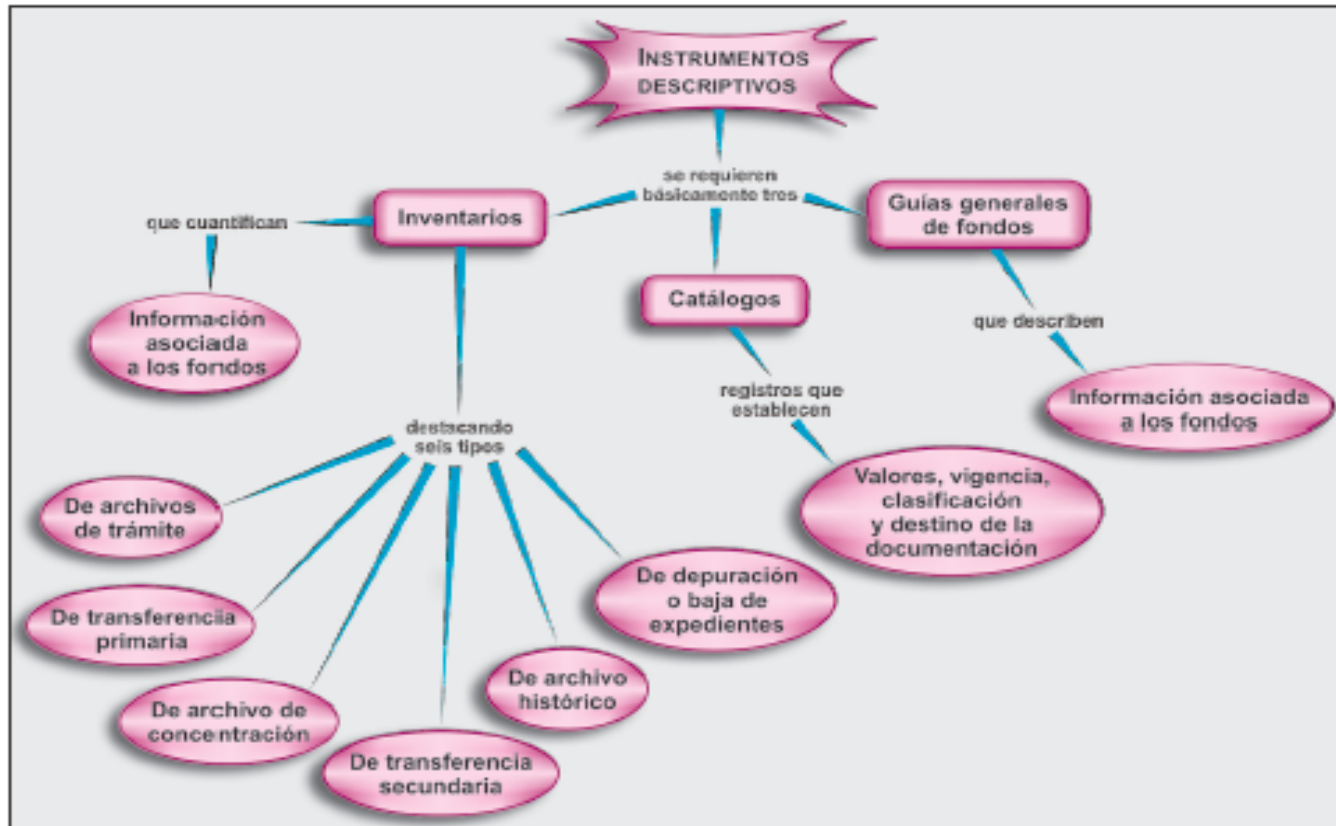 INSTRUMENTOS
DESCRIPTIVOS
se requieren
básicamente tres
que cuantifican
Inventarios
Guías generales
de fondos
Catálogos
Información
asociada
a los fondos
que describen
registros que
establecen
Información asociada
a los fondos
destacando
seis tipos
Valores, vigencia,
clasificación
y destino de la
documentación
De archivos
de trámite
De depuración
o baja de
expedientes
De transferencia
primaria
De archivo
histórico
De archivo de
concentración
De transferencia
secundaria